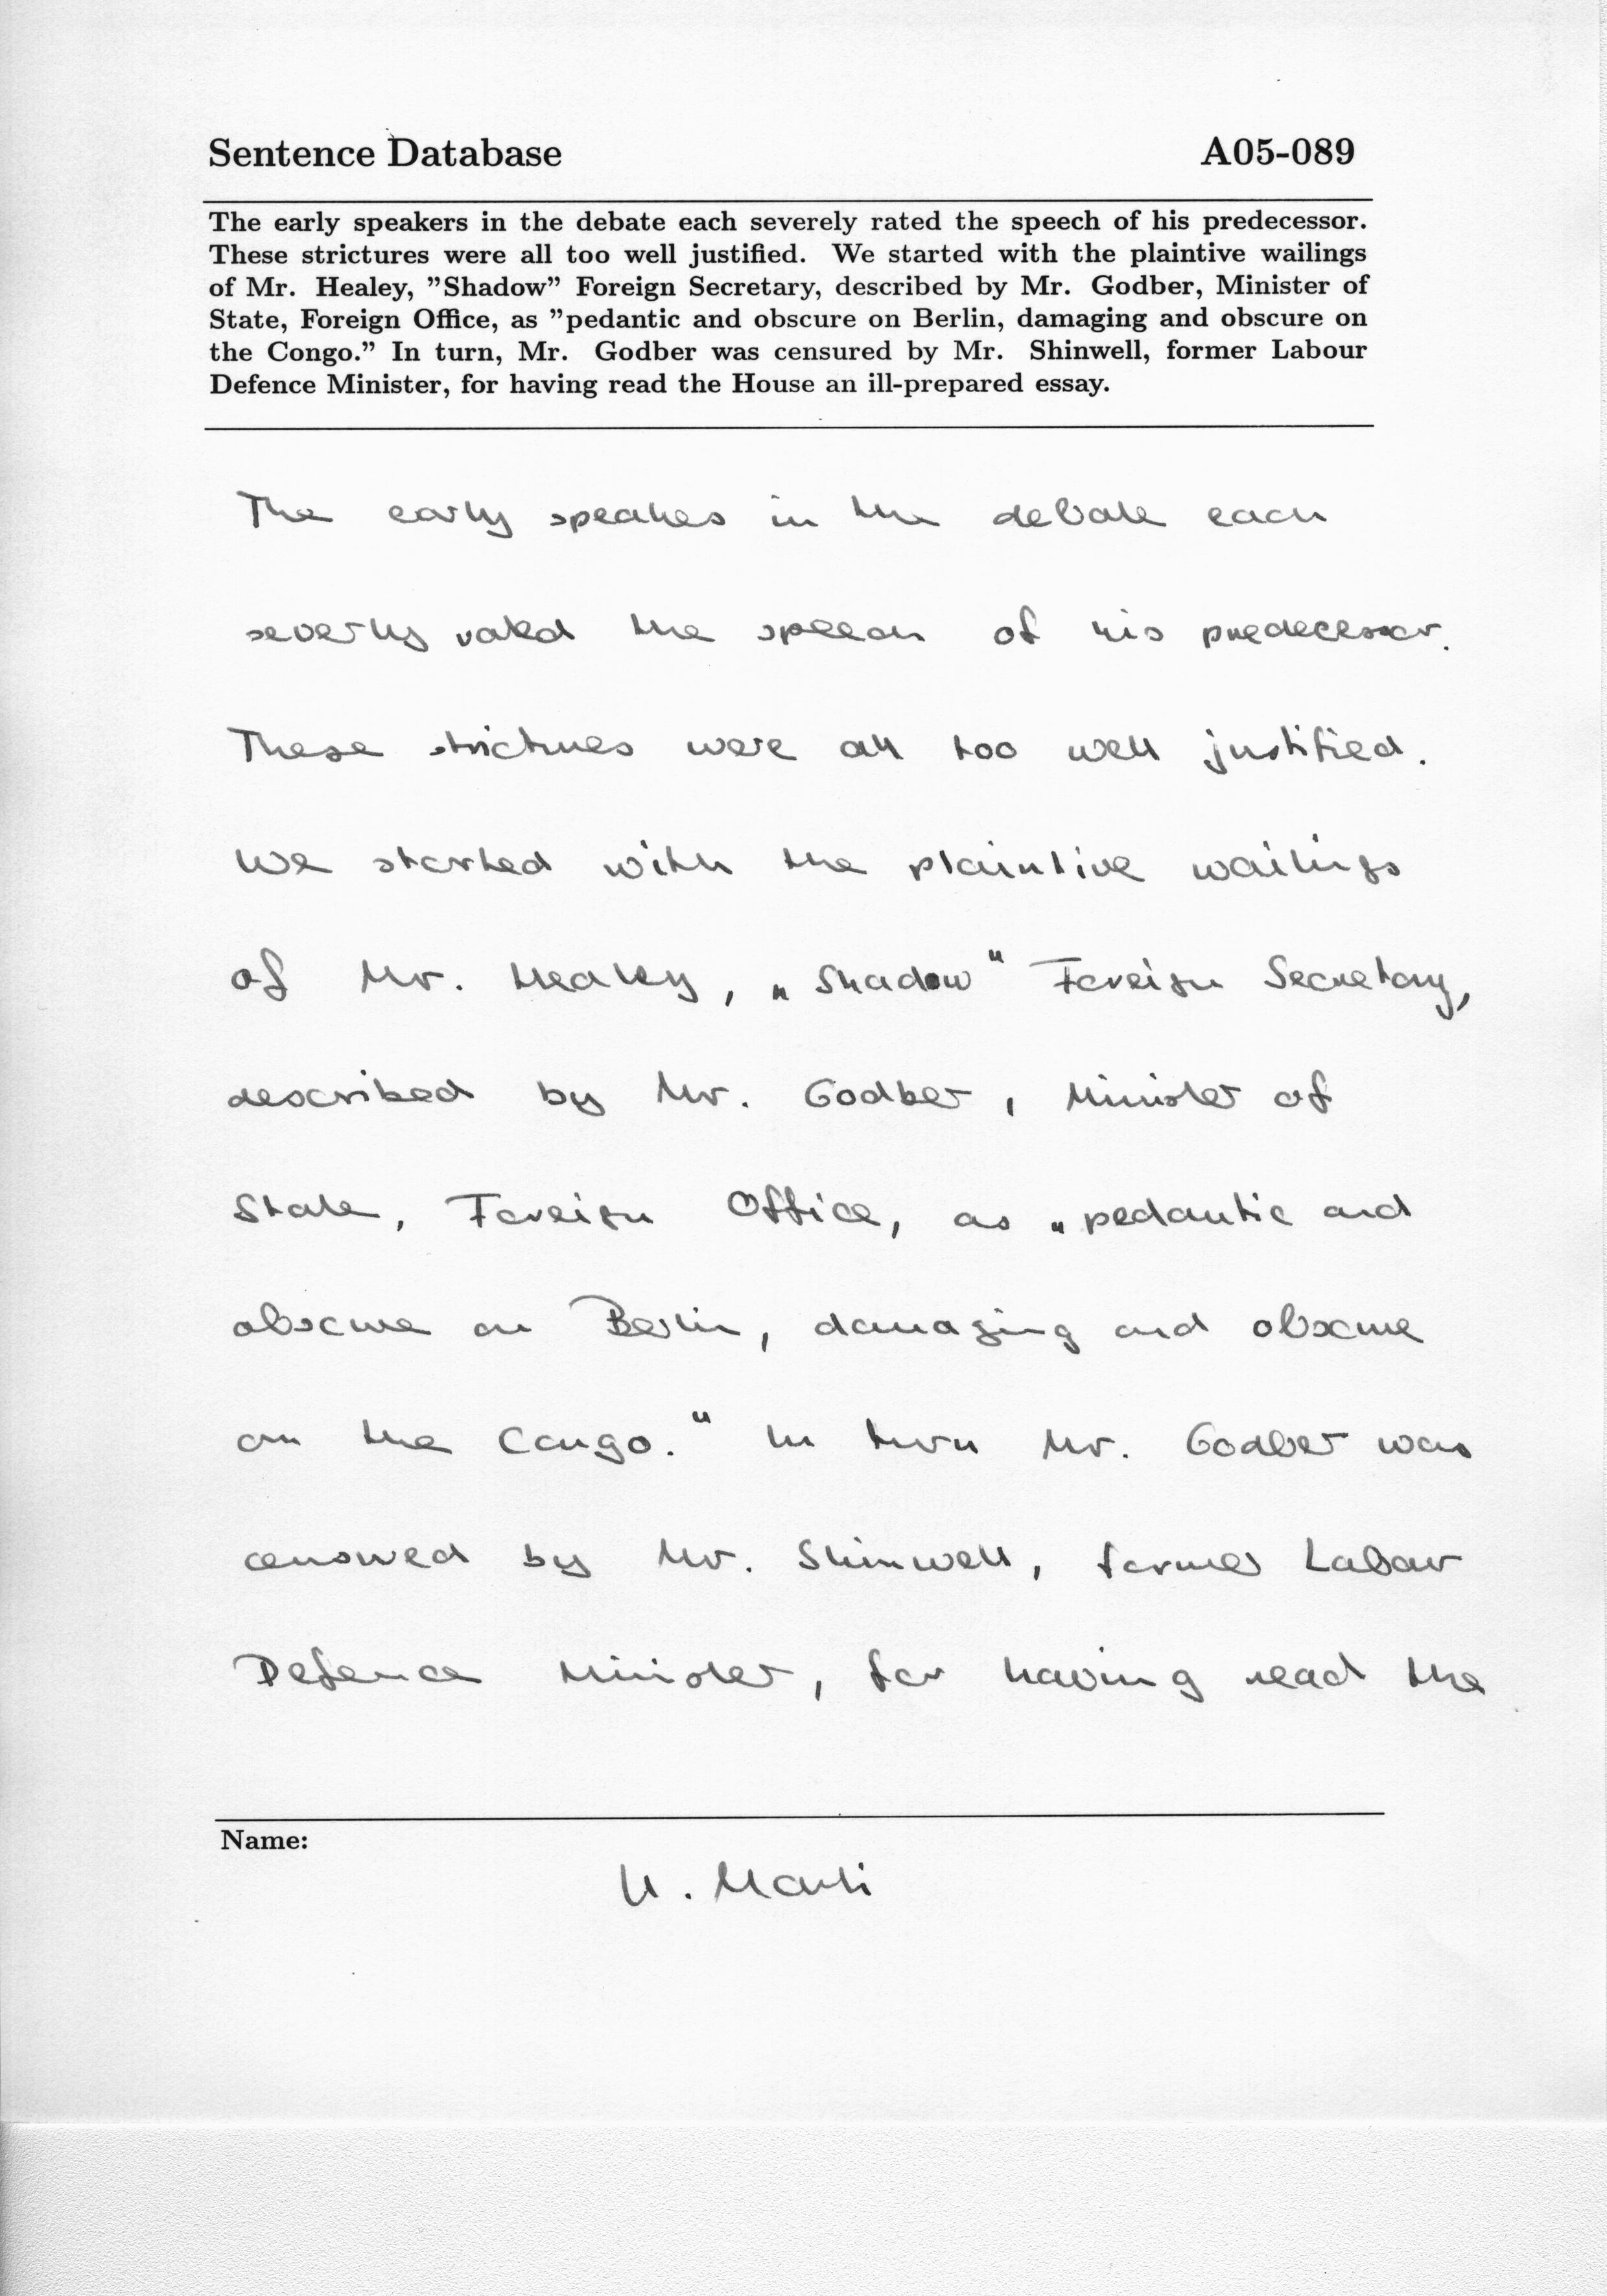 Sentence Database A05-089
The early speakers in the debate each severely rated the speech of his predecessor.
These strictures were all too well justified. We started with the plaintive wailings
of Mr. Healey, ”Shadow” Foreign Secretary, described by Mr. Godber, Minister of
State, Foreign Office, as ”pedantic and obscure on Berlin, damaging and obscure on
the Congo.” In turn, Mr. Godber was censured by Mr. Shinwell, former Labour
Defence Minister, for having read the House an ill-prepared essay.
The early speakes in the debate each
severly rated the speech of his predecessor.
These strictures were all too well justified.
We started with the plaintive wailings
of Mr. Healey, „Shadow“ Foreign Secretary,
described by Mr. Godber, Minister of
State, Foreign Office, as „pedantic and
obscure on Berlin, damaging and obscure
on the Congo.“ In turn Mr. Godber was
censured by Mr. Shinwell, former Labour
Defence Minister, for having read the
Name:
U. Marti